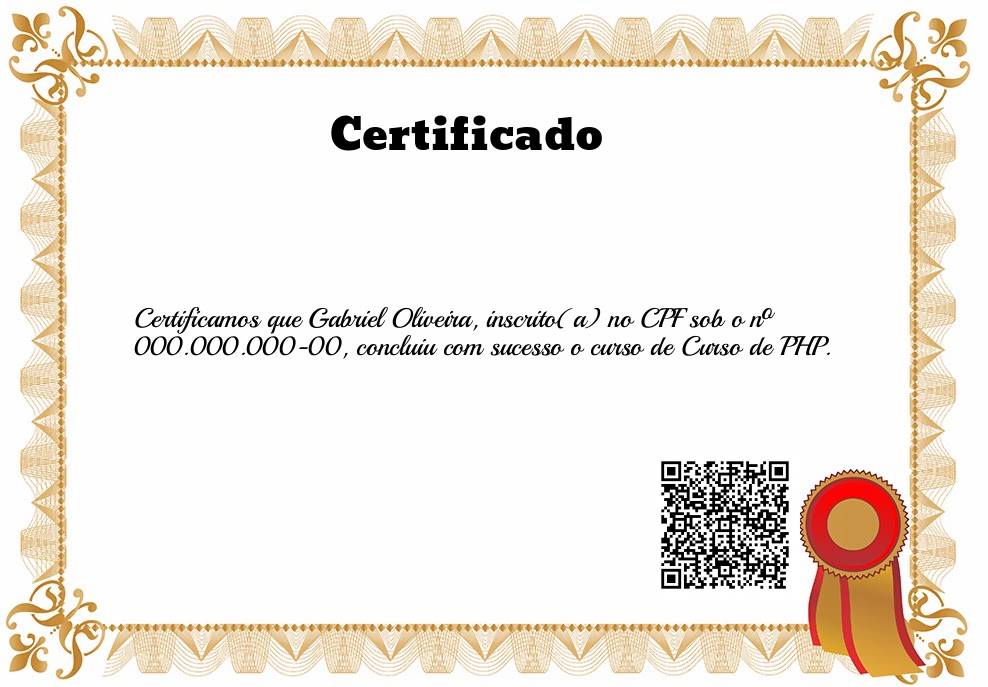 Certificado
Certificamos que Gabriel Oliveira, inscrito(a) no CPF sob o nº
000.000.000-00, concluiu com sucesso o curso de Curso de PHP.